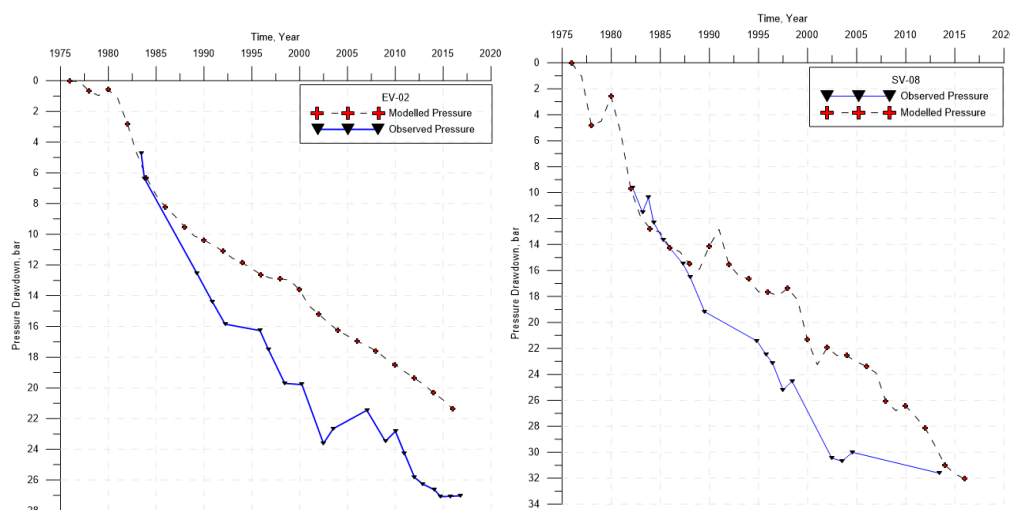 Time, Year
1975 1980 1985 1990 1995 2000 2005 2010 2015 2020
0
2
4
6
8
10
12
14
16
18
20
22
24
26
28
Pressure Drawdown, bar
EV-02
Modelled Pressure
Observed Pressure
Time, Year
1975 1980 1985 1990 1995 2000 2005 2010 2015 202
0
2
4
6
8
10
12
14
16
18
20
22
24
26
28
30
32
34
Pressure Drawdown, bar
SV-08
Observed Pressure
Modelled Pressure